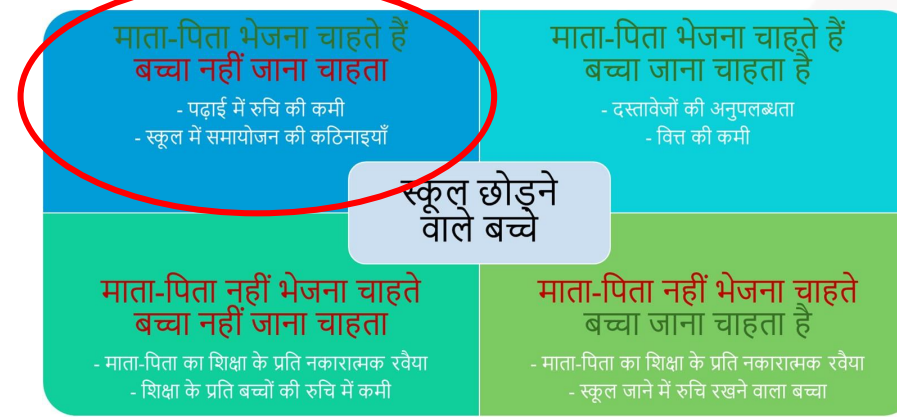 माता-पिता भेजना चाहते हैं
बच्चा नहीं जाना चाहता
- पढ़ाई में रुचि की कमी
- स्कूल में समायोजन की कठिनाइयाँ
माता-पिता भेजना चाहते हैं
बच्चा जाना चाहता है
- दस्तावेजों की अनुपलब्धता
- वित्त की कमी
स्कूल छोड़ने
वाले बच्चे
माता-पिता नहीं भेजना चाहते
बच्चा नहीं जाना चाहता
- माता-पिता का शिक्षा के प्रति नकारात्मक रवैया
- शिक्षा के प्रति बच्चों की रुचि में कमी
माता-पिता नहीं भेजना चाहते
बच्चा जाना चाहता है
- माता-पिता का शिक्षा के प्रति नकारात्मक रवैया
- स्कूल जाने में रुचि रखने वाला बच्चा